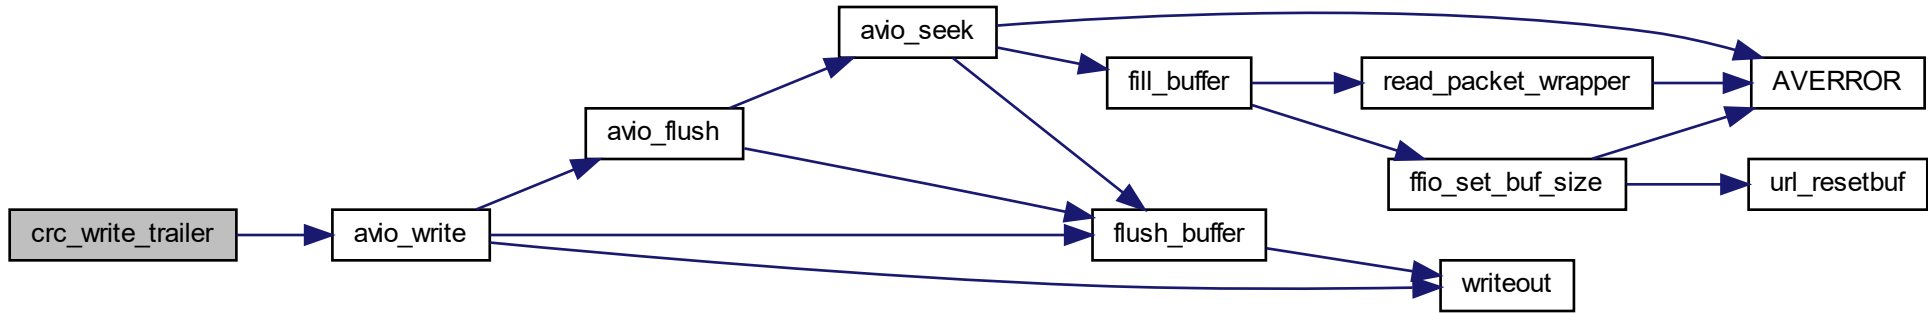 crc_write_trailer
avio_write
avio_flush
avio_seek
flush_buffer
fill_buffer
read_packet_wrapper
AVERROR
ffio_set_buf_size
url_resetbuf
writeout